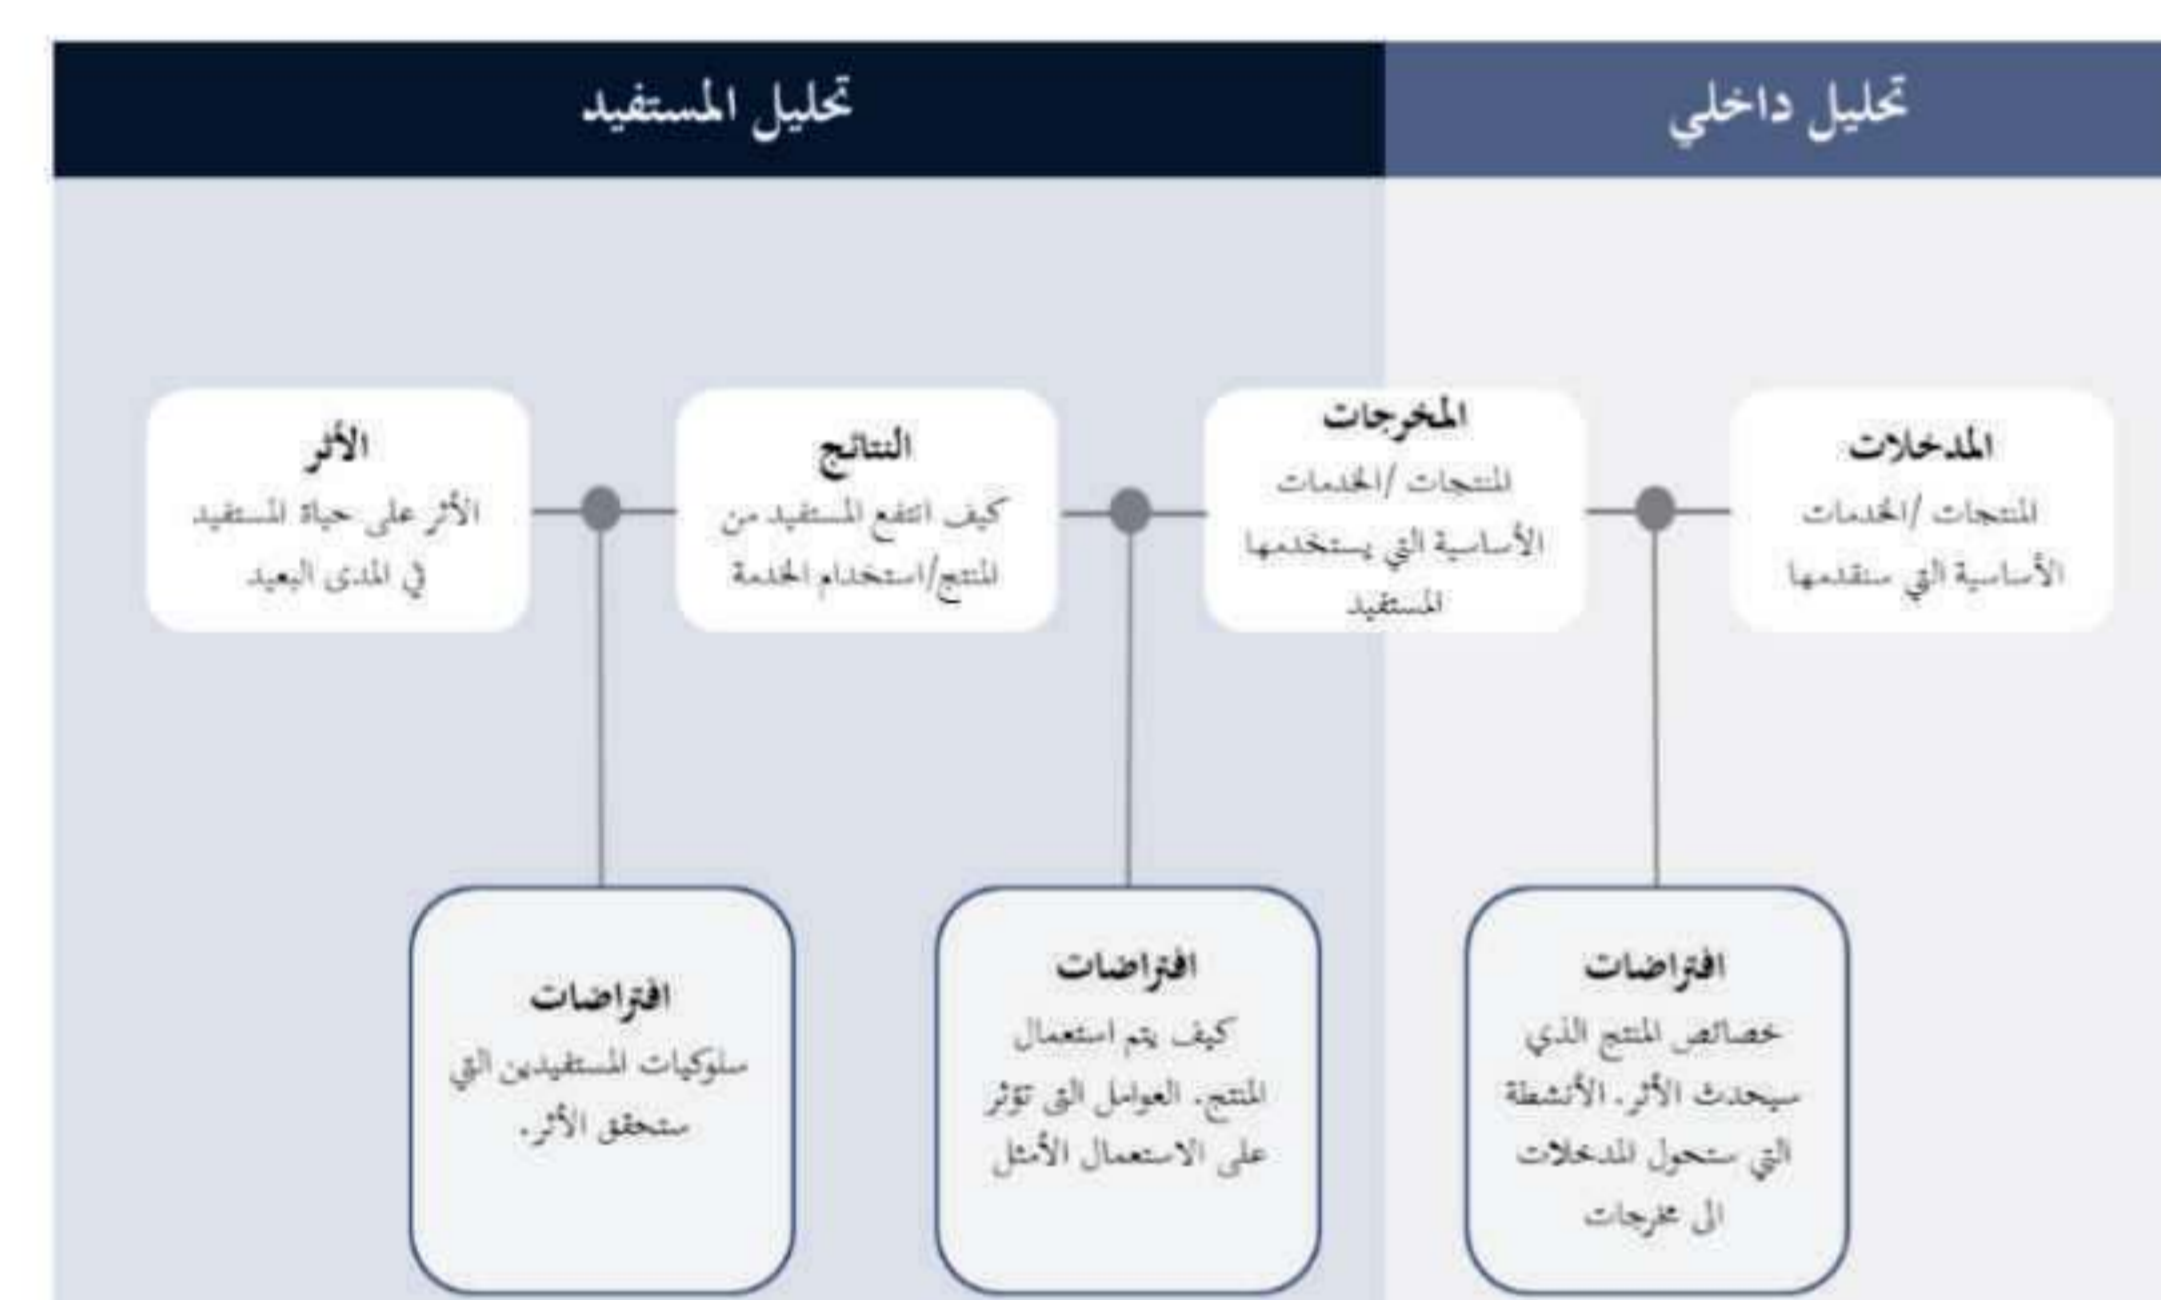 تحليل داخلي
تحليل المستفيد
المدخلات
المنتجات /الخدمات
الأساسية التي سنقدمها
المخرجات
المنتجات /الخدمات
الأساسية التي يستخدمها
المستفيد
النتائج
كيف انتفع المستفيد من
المنتج/استخدام الخدمة
الأثر
الأثر على حياة المستفيد
في المدى البعيد
افتراضات
خصائص المنتج الذي
سيحدث الأثر. الأنشطة
التي ستحول المدخلات
الى مخرجات
افتراضات
كيف يتم استعمال
المنتج. العوامل التى تؤثر
على الاستعمال الأمثل
افتراضات
سلوكيات المستفيدين التي
ستحقق الأثر.